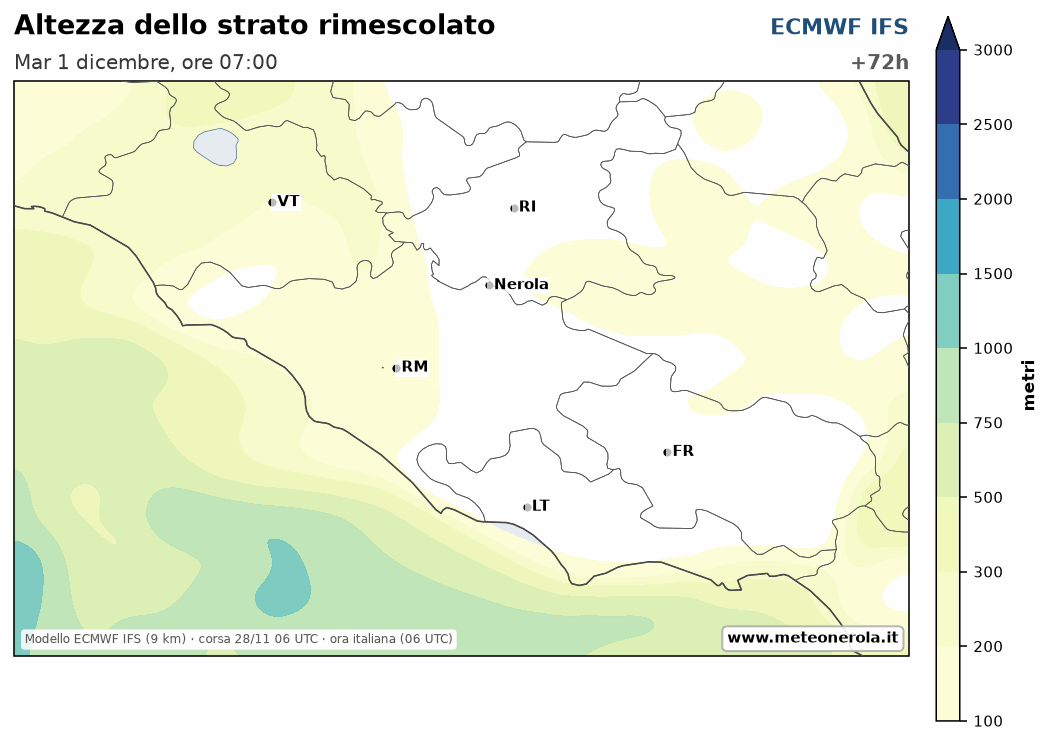 Altezza dello strato rimescolato
ECMWF IFS
Mar 1 dicembre, ore 07:00
+72h
3000
2500
2000
1500
1000
750
500
300
200
100
metri
VT
RI
Nerola
RM
FR
LT
Modello ECMWF IFS (9 km) · corsa 28/11 06 UTC · ora italiana (06 UTC)
www.meteonerola.it